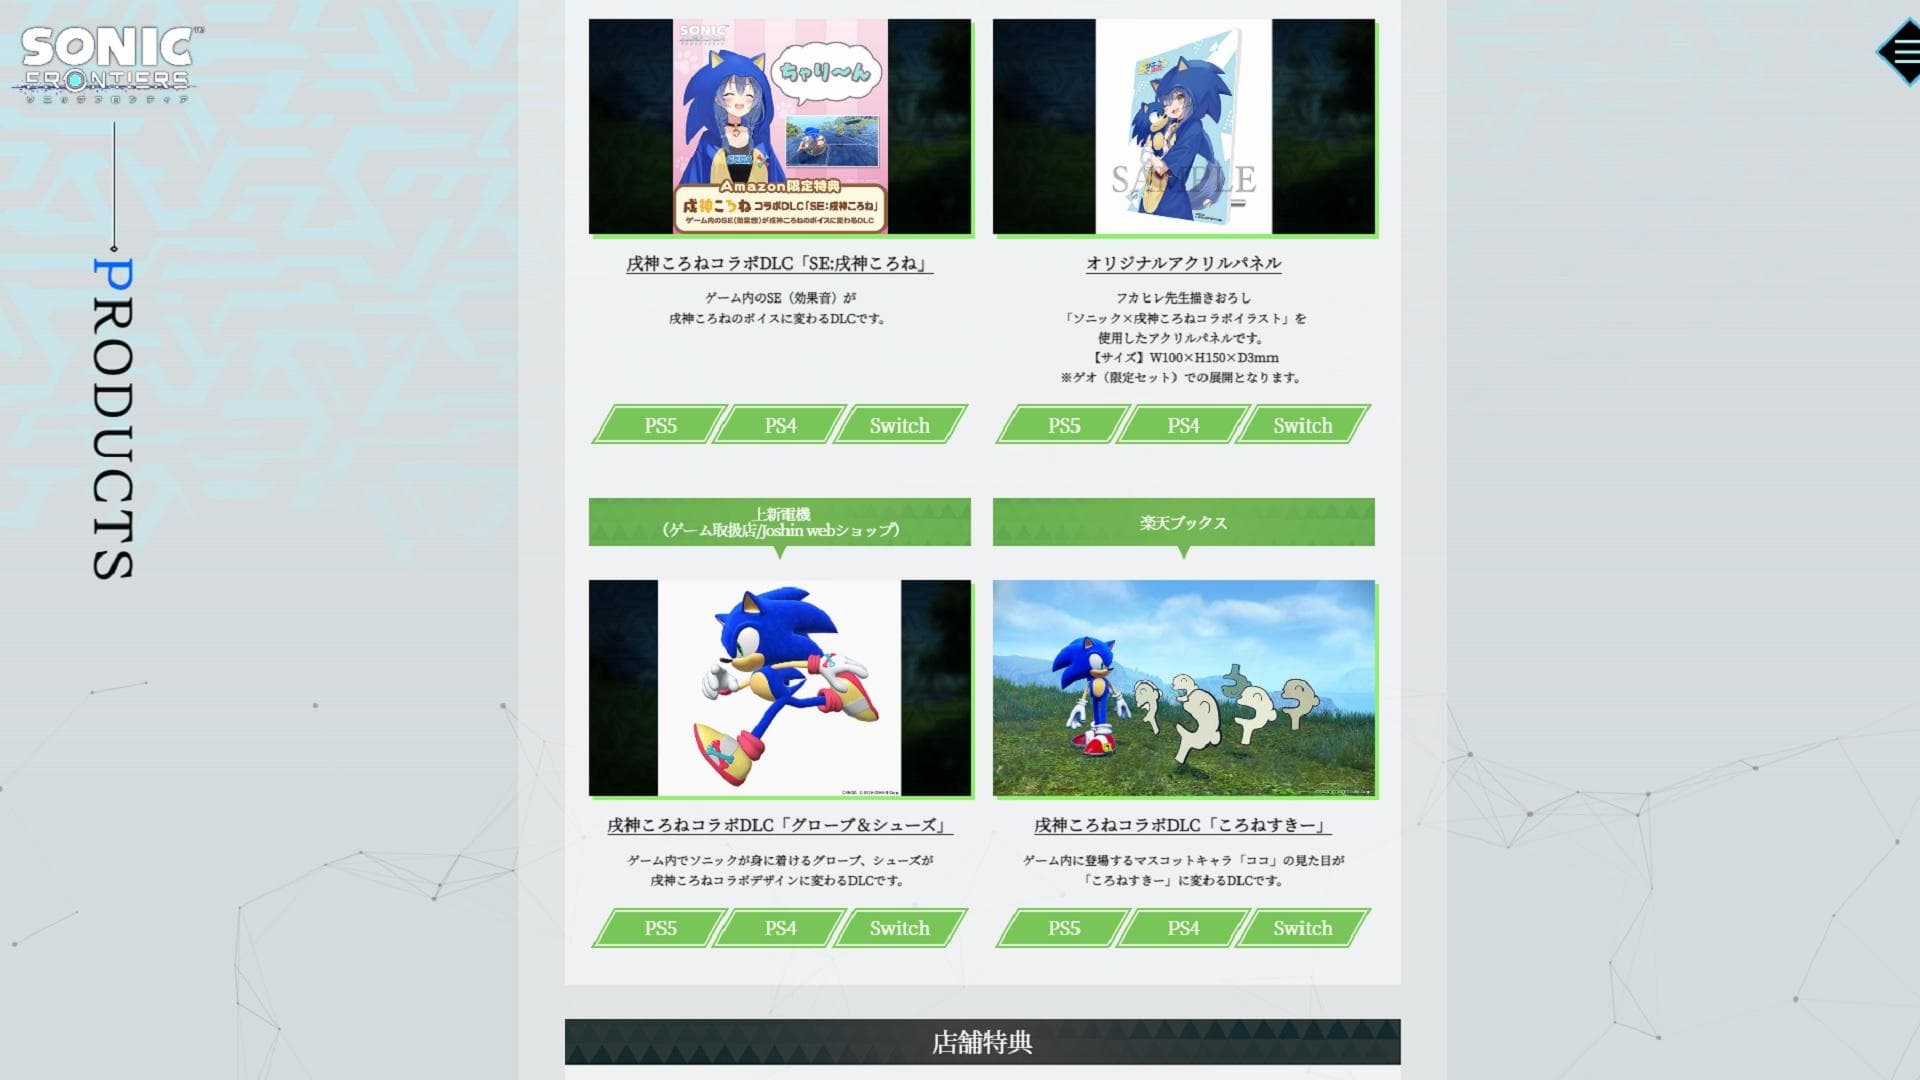 SONIC
FRONTIERS
ソニックフロンティア
PRODUCTS
SONIC
ちゃり〜ん
Amazon限定特典
戌神ころね コラボDLC「SE:戌神ころね」
ゲーム内のSE(効果音)が戌神ころねのボイスに変わるDLC
SAMPLE
戌神ころねコラボDLC「SE:戌神ころね」
ゲーム内のSE（効果音）が
戌神ころねのボイスに変わるDLCです。
PS5
PS4
Switch
オリジナルアクリルパネル
フカヒレ先生描きおろし
「ソニック×戌神ころねコラボイラスト」を
使用したアクリルパネルです。
【サイズ】W100×H150×D3mm
※ゲオ（限定セット）での展開となります。
PS5
PS4
Switch
上新電機
（ゲーム取扱店/Joshin webショップ）
戌神ころねコラボDLC「グローブ＆シューズ」
ゲーム内でソニックが身に着けるグローブ、シューズが
戌神ころねコラボデザインに変わるDLCです。
PS5
PS4
Switch
楽天ブックス
戌神ころねコラボDLC「ころねすきー」
ゲーム内に登場するマスコットキャラ「ココ」の見た目が
「ころねすきー」に変わるDLCです。
PS5
PS4
Switch
店舗特典